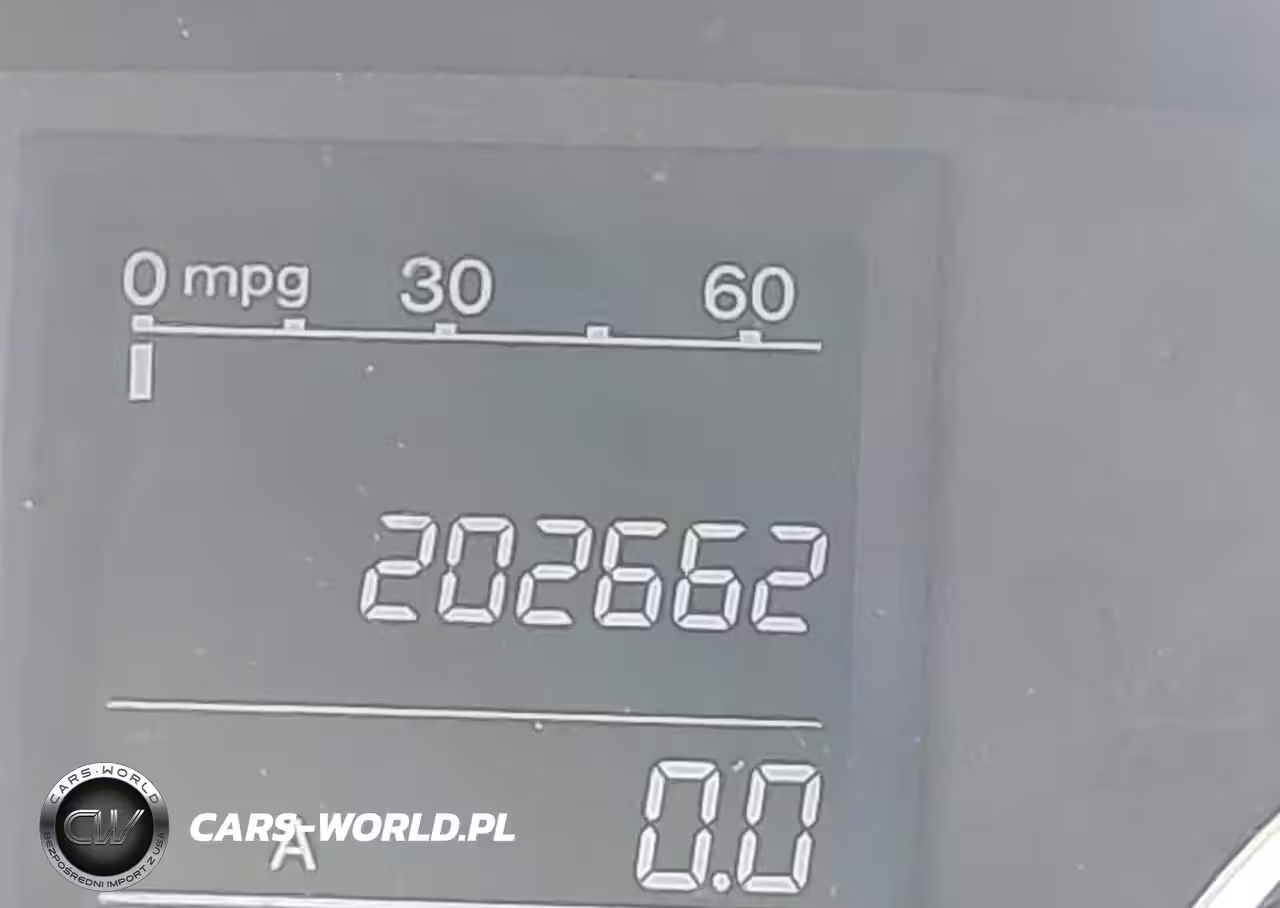 0 mpg 30 60
202662
0.0
A
CARS-WORLD.PL
CARS·WORLD
CW
BEZPOŚREDNI IMPORT Z USA